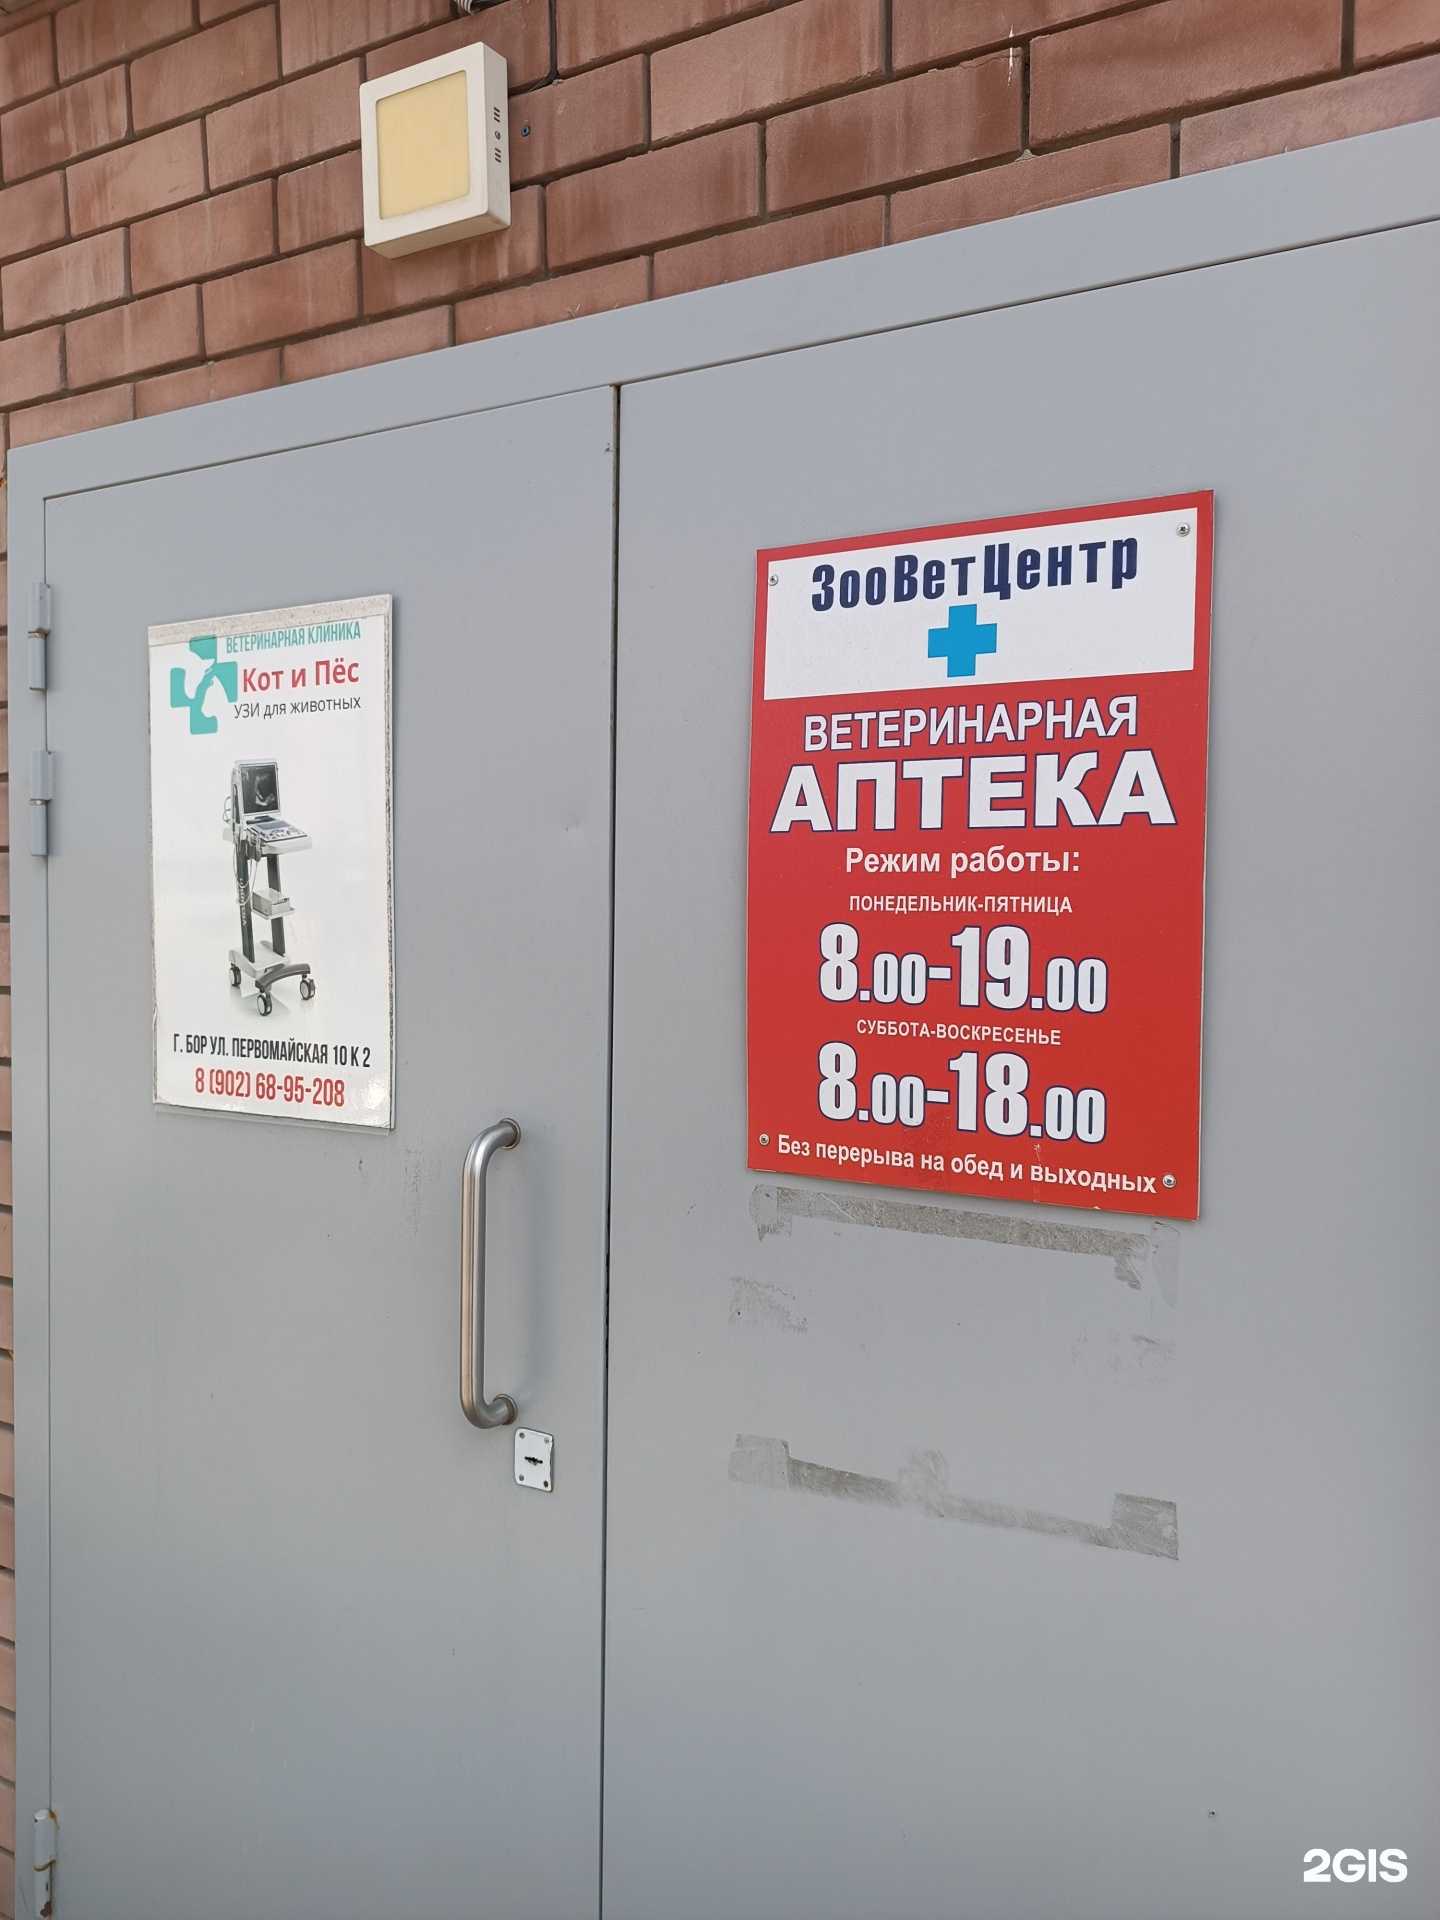 ВЕТЕРИНАРНАЯ КЛИНИКА
Кот и Пёс
УЗИ для животных
Г. БОР УЛ. ПЕРВОМАЙСКАЯ 10 К 2
8 (902) 68-95-208
ЗооВетЦентр
ВЕТЕРИНАРНАЯ
АПТЕКА
Режим работы:
ПОНЕДЕЛЬНИК-ПЯТНИЦА
8.00-19.00
СУББОТА-ВОСКРЕСЕНЬЕ
8.00-18.00
Без перерыва на обед и выходных
2GIS